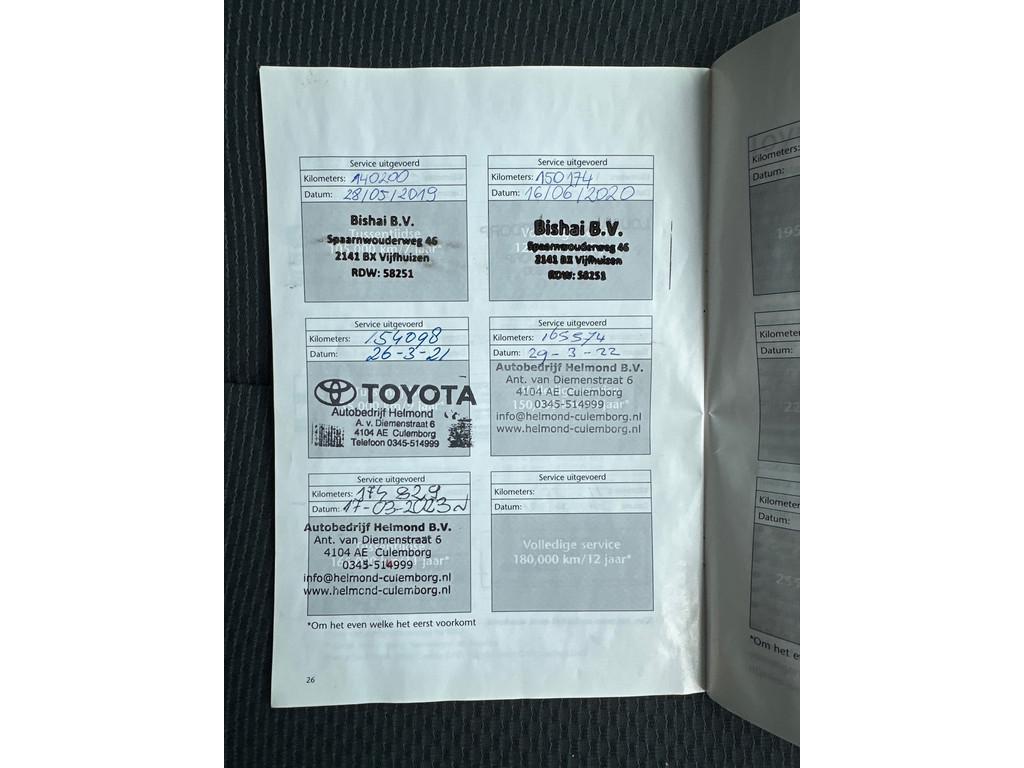 Service uitgevoerd
Kilometers: 140200
Datum: 28/05/2019
Bishai B.V.
Spaarnwouderweg 46
2141 BX Vijfhuizen
RDW: 58251
Service uitgevoerd
Kilometers: 150174
Datum: 16/06/2020
Bishai B.V.
Spaarnwouderweg 46
2141 BX Vijfhuizen
RDW: 58251
Service uitgevoerd
Kilometers: 154098
Datum: 26-3-21
TOYOTA
Autobedrijf Helmond
A. v. Diemenstraat 6
4104 AE Culemborg
Telefoon 0345-514999
Service uitgevoerd
Kilometers: 165574
Datum: 29-3-22
Autobedrijf Helmond B.V.
Ant. van Diemenstraat 6
4104 AE Culemborg
0345-514999
info@helmond-culemborg.nl
www.helmond-culemborg.nl
Service uitgevoerd
Kilometers: 174829
Datum: 17-03-2023
Autobedrijf Helmond B.V.
Ant. van Diemenstraat 6
4104 AE Culemborg
0345-514999
info@helmond-culemborg.nl
www.helmond-culemborg.nl
Service uitgevoerd
Kilometers:
Datum:
Volledige service
180,000 km/12 jaar*
*Om het even welke het eerst voorkomt
26
Kilometers:
Datum:
195
Kilometer
Datum:
Kilometer
Datum:
*Om het e